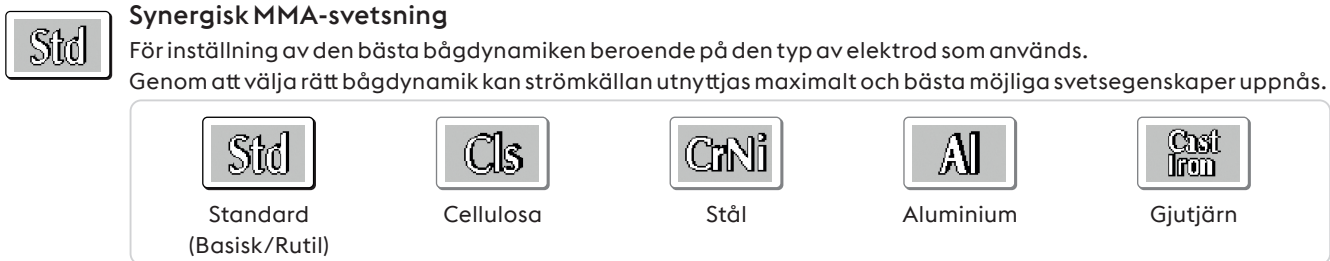 Std
Synergisk MMA-svetsning
För inställning av den bästa bågdynamiken beroende på den typ av elektrod som används.
Genom att välja rätt bågdynamik kan strömkällan utnyttjas maximalt och bästa möjliga svetsegenskaper uppnås.
Std Cls CrNi Al Cast Iron
Standard Cellulosa Stål Aluminium Gjutjärn
(Basisk/Rutil)